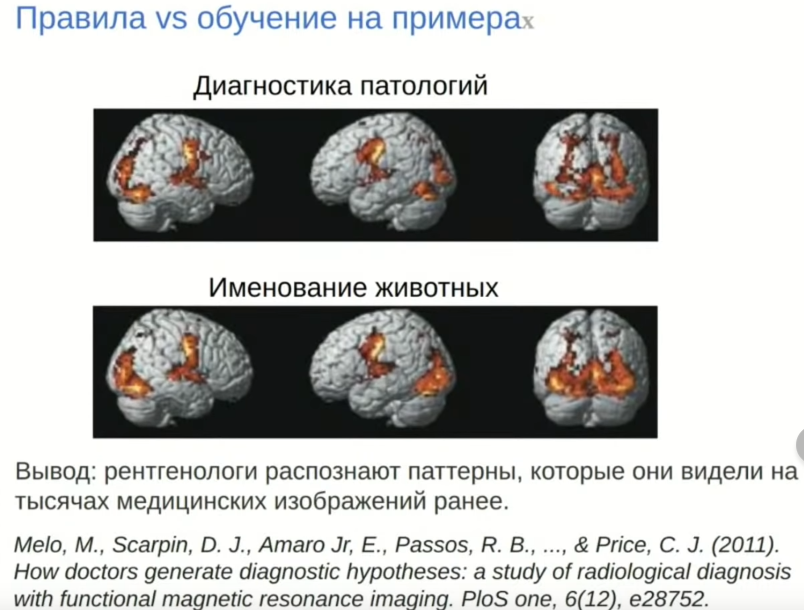 Правила vs обучение на примерах
Диагностика патологий
Именование животных
Вывод: рентгенологи распознают паттерны, которые они видели на
тысячах медицинских изображений ранее.
Melo, M., Scarpin, D. J., Amaro Jr, E., Passos, R. B., ..., & Price, C. J. (2011).
How doctors generate diagnostic hypotheses: a study of radiological diagnosis
with functional magnetic resonance imaging. PloS one, 6(12), e28752.